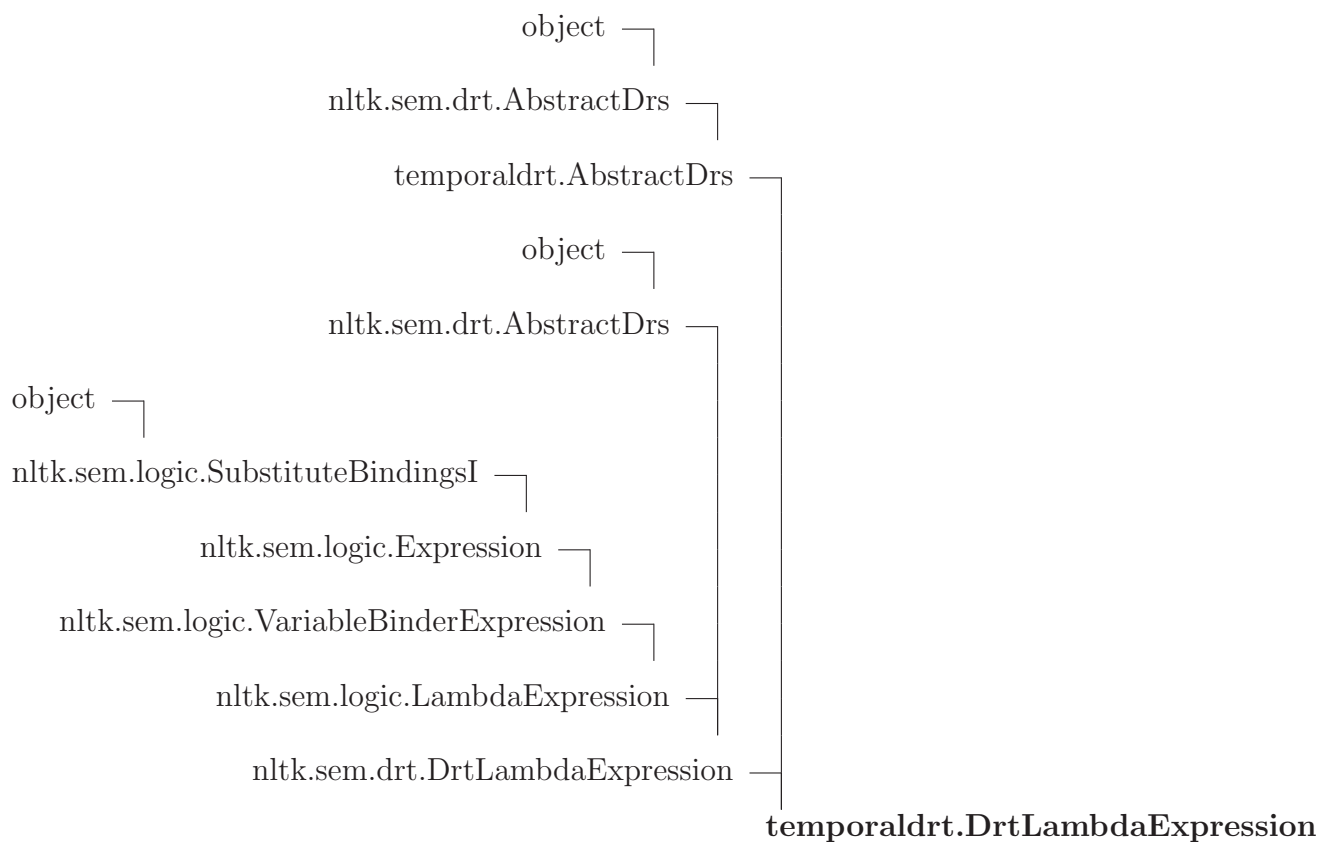 object
nltk.sem.drt.AbstractDrs
temporaldrt.AbstractDrs
object
nltk.sem.drt.AbstractDrs
object
nltk.sem.logic.SubstituteBindingsI
nltk.sem.logic.Expression
nltk.sem.logic.VariableBinderExpression
nltk.sem.logic.LambdaExpression
nltk.sem.drt.DrtLambdaExpression
temporaldrt.DrtLambdaExpression